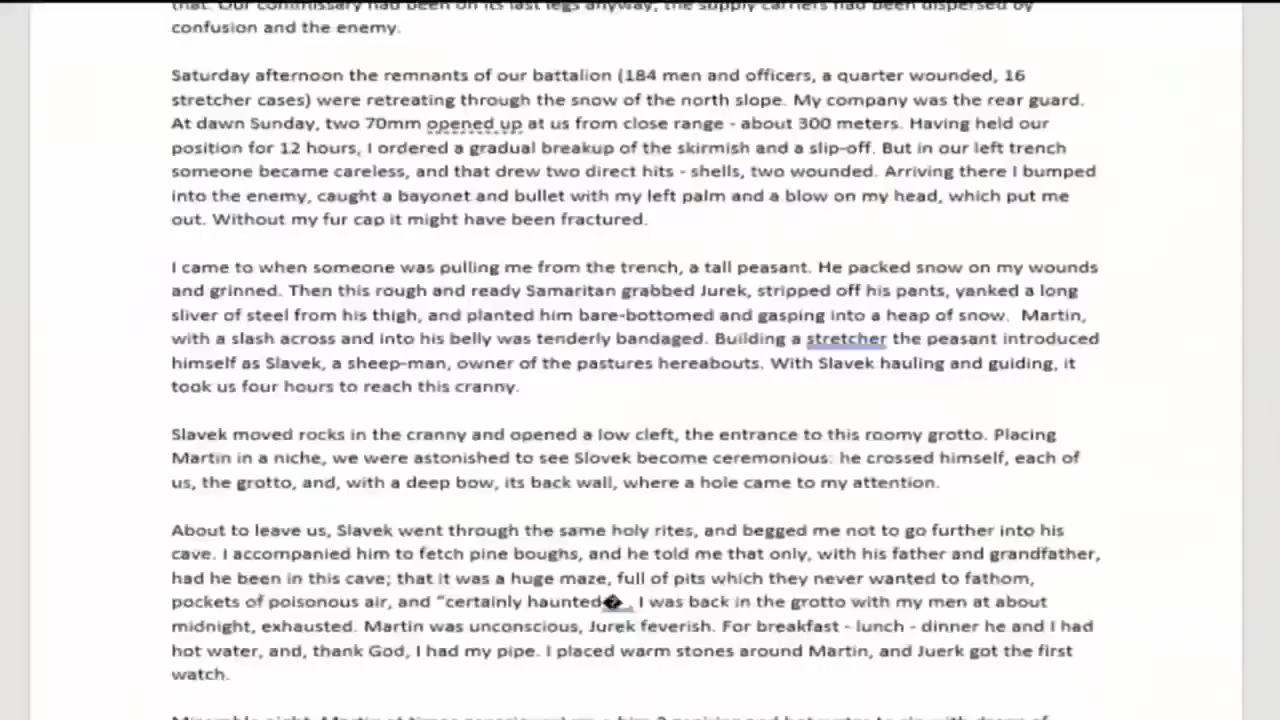 that. Our commissary had been on its last legs anyway, the supply carriers had been dispersed by
confusion and the enemy.
Saturday afternoon the remnants of our battalion (184 men and officers, a quarter wounded, 16
stretcher cases) were retreating through the snow of the north slope. My company was the rear guard.
At dawn Sunday, two 70mm opened up at us from close range - about 300 meters. Having held our
position for 12 hours, I ordered a gradual breakup of the skirmish and a slip-off. But in our left trench
someone became careless, and that drew two direct hits - shells, two wounded. Arriving there I bumped
into the enemy, caught a bayonet and bullet with my left palm and a blow on my head, which put me
out. Without my fur cap it might have been fractured.
I came to when someone was pulling me from the trench, a tall peasant. He packed snow on my wounds
and grinned. Then this rough and ready Samaritan grabbed Jurek, stripped off his pants, yanked a long
sliver of steel from his thigh, and planted him bare-bottomed and gasping into a heap of snow.  Martin,
with a slash across and into his belly was tenderly bandaged. Building a stretcher the peasant introduced
himself as Slavek, a sheep-man, owner of the pastures hereabouts. With Slavek hauling and guiding, it
took us four hours to reach this cranny.
Slavek moved rocks in the cranny and opened a low cleft, the entrance to this roomy grotto. Placing
Martin in a niche, we were astonished to see Slovek become ceremonious: he crossed himself, each of
us, the grotto, and, with a deep bow, its back wall, where a hole came to my attention.
About to leave us, Slavek went through the same holy rites, and begged me not to go further into his
cave. I accompanied him to fetch pine boughs, and he told me that only, with his father and grandfather,
had he been in this cave; that it was a huge maze, full of pits which they never wanted to fathom,
pockets of poisonous air, and “certainly haunted�. I was back in the grotto with my men at about
midnight, exhausted. Martin was unconscious, Jurek feverish. For breakfast - lunch - dinner he and I had
hot water, and, thank God, I had my pipe. I placed warm stones around Martin, and Juerk got the first
watch.